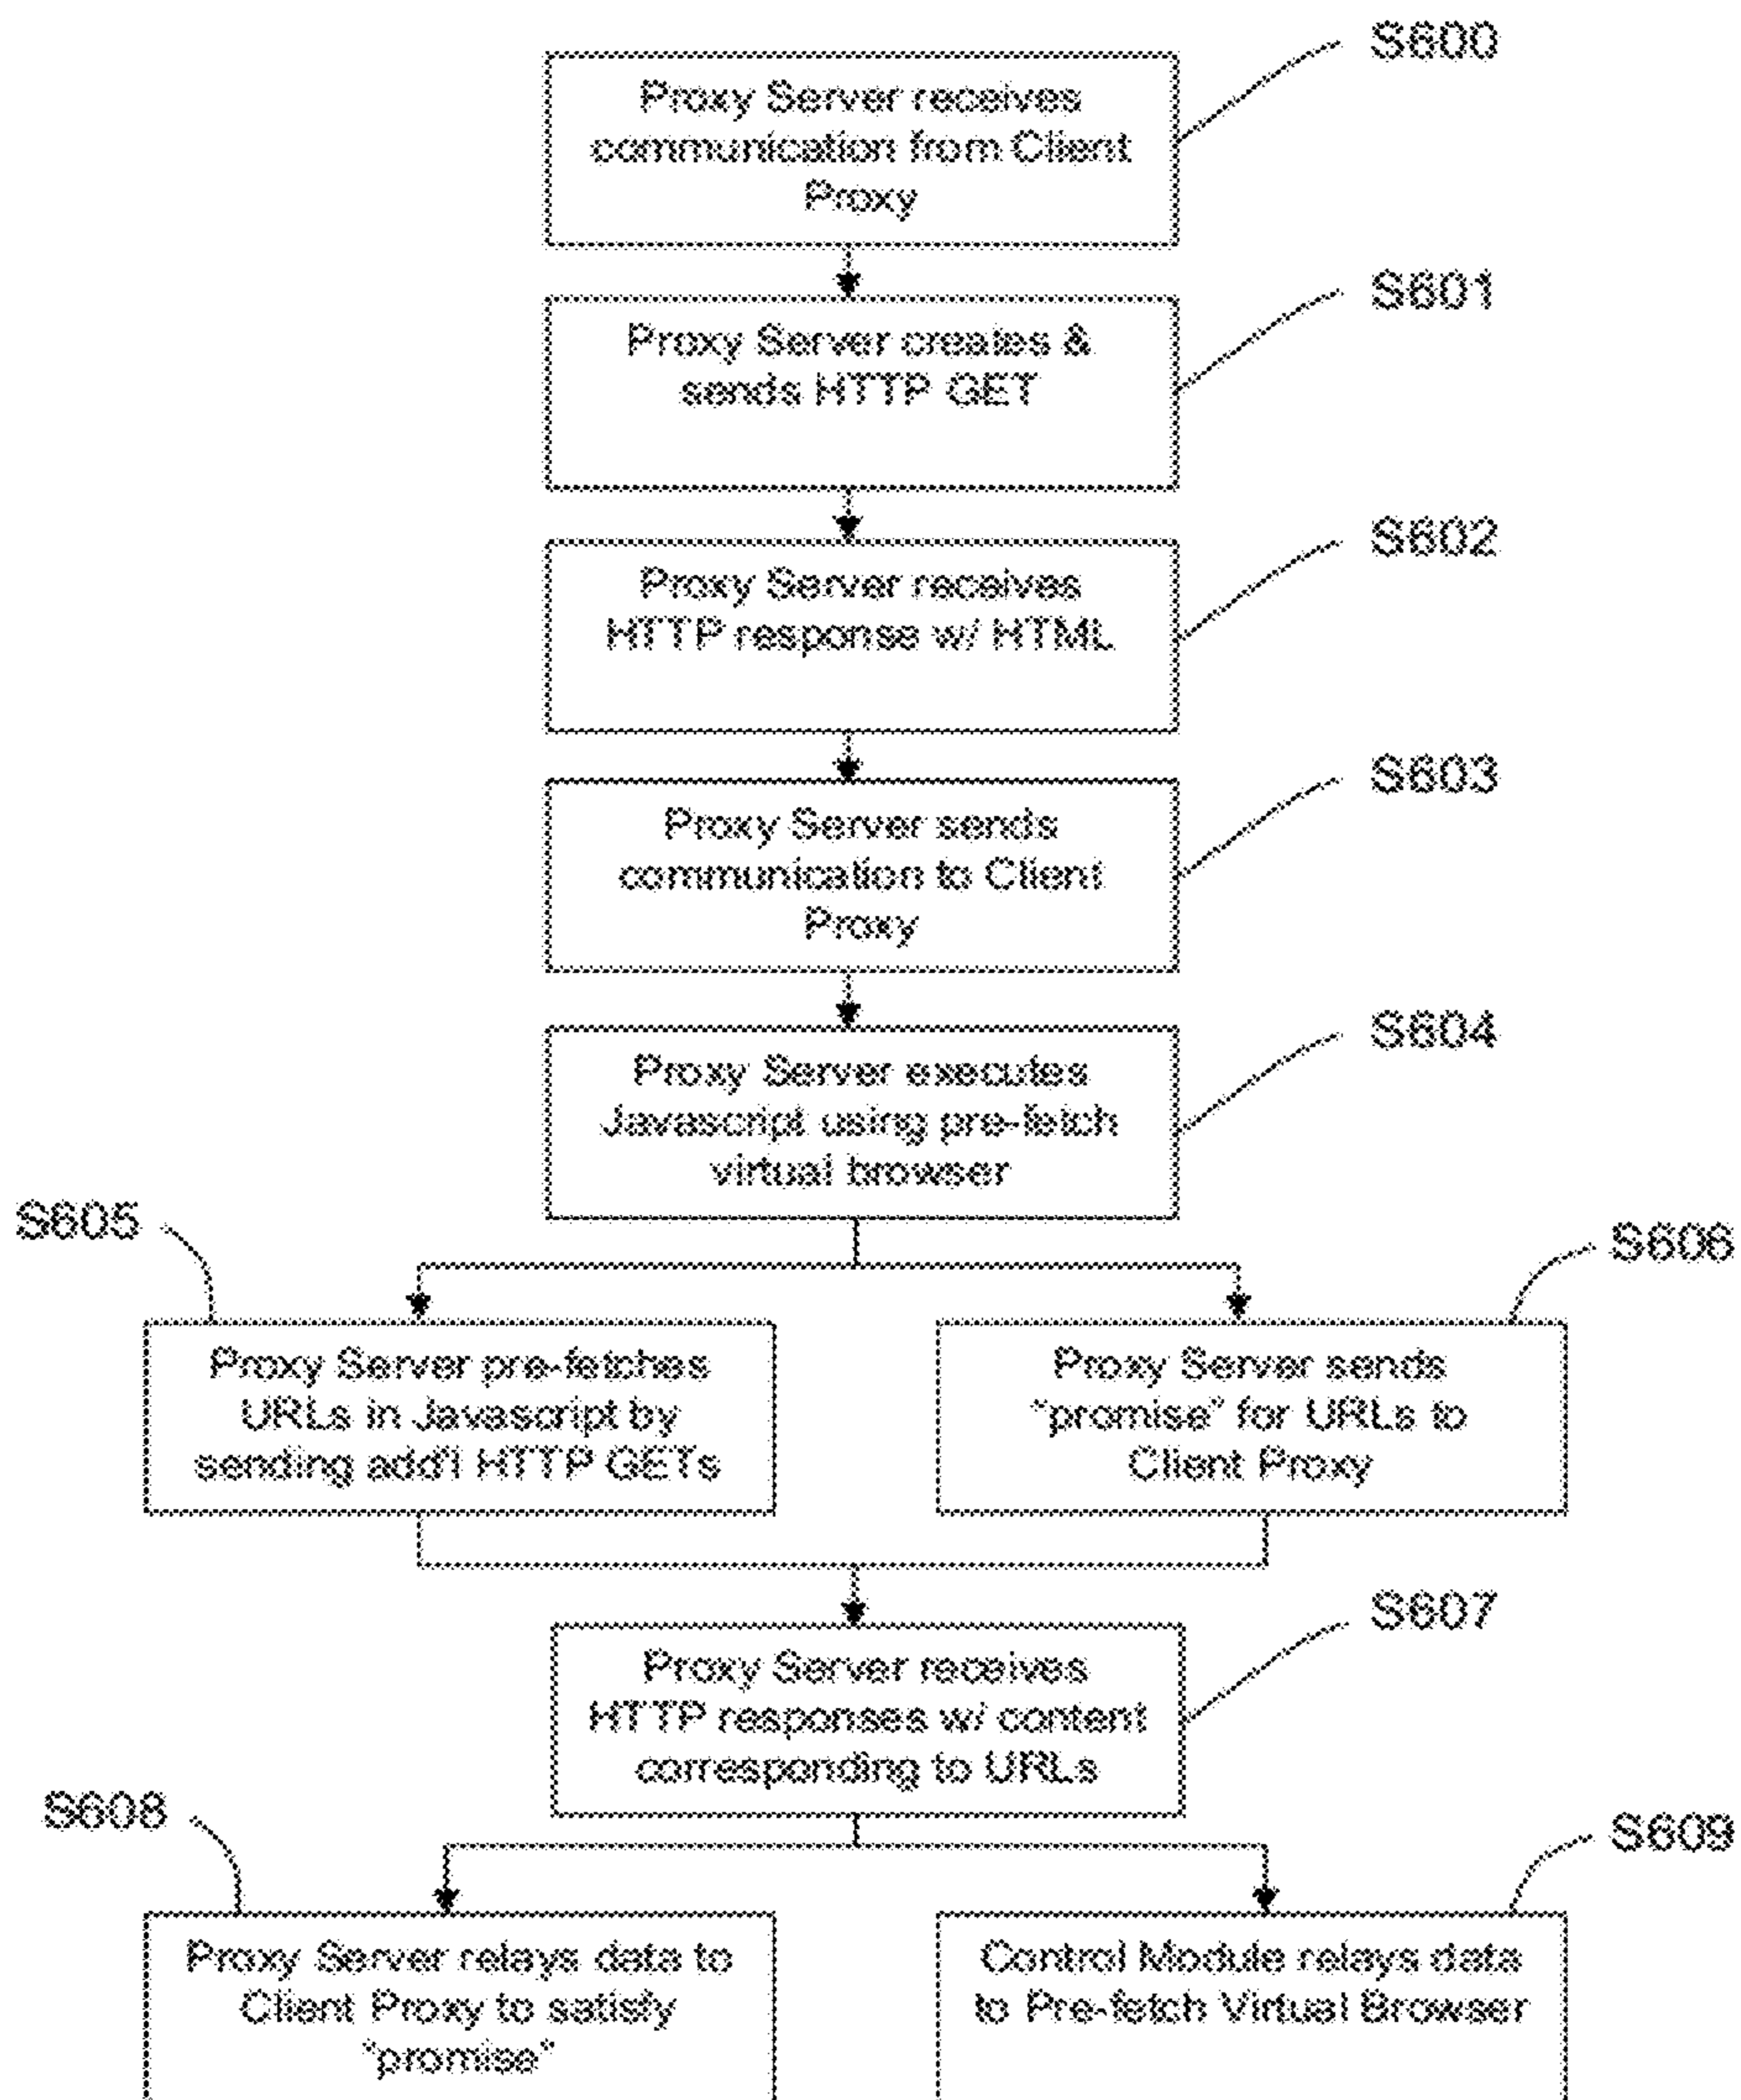 S600
Proxy Server receives
communication from Client
Proxy
S601
Proxy Server creates &
sends HTTP GET
S602
Proxy Server receives
HTTP response w/ HTML
S603
Proxy Server sends
communication to Client
Proxy
S604
Proxy Server executes
Javascript using pre-fetch
virtual browser
S605
S606
Proxy Server pre-fetches
URLs in Javascript by
sending add'l HTTP GETs
Proxy Server sends
"promise" for URLs to
Client Proxy
S607
Proxy Server receives
HTTP responses w/ content
corresponding to URLs
S608
S609
Proxy Server relays data to
Client Proxy to satisfy
"promise"
Control Module relays data
to Pre-fetch Virtual Browser